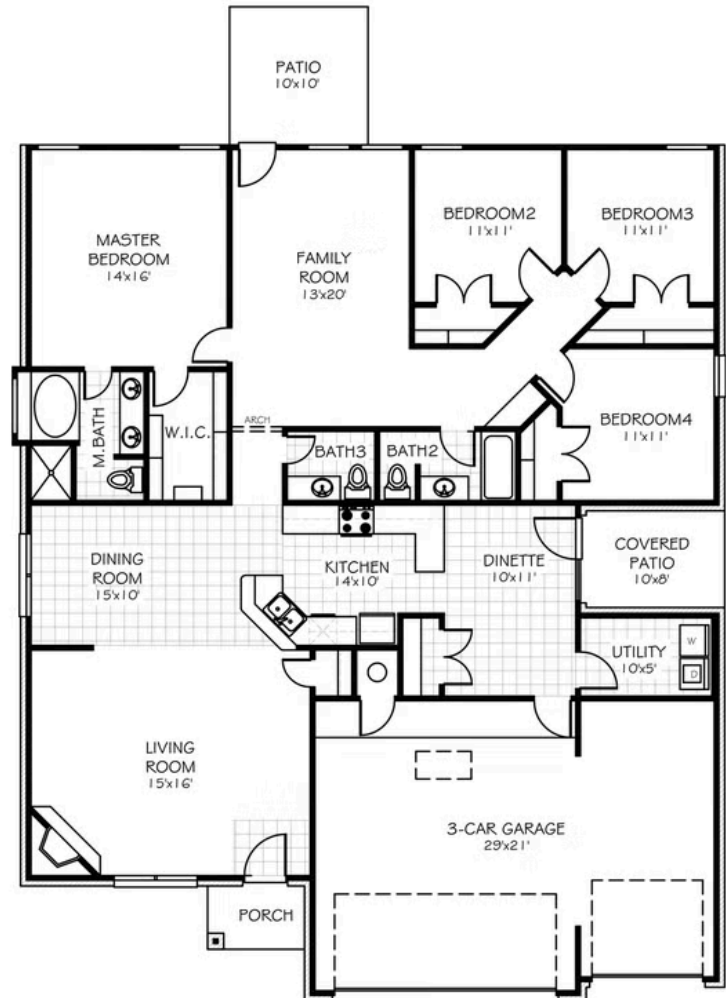 PATIO
10'x10'
MASTER
BEDROOM
14'x16'
FAMILY
ROOM
13'x20'
BEDROOM2
11'x11'
BEDROOM3
11'x11'
M.BATH
W.I.C.
ARCH
BATH3
BATH2
BEDROOM4
11'x11'
DINING
ROOM
15'x10'
KITCHEN
14'x10'
DINETTE
10'x11'
COVERED
PATIO
10'x8'
UTILITY
10'x5'
W
D
LIVING
ROOM
15'x16'
3-CAR GARAGE
29'x21'
PORCH